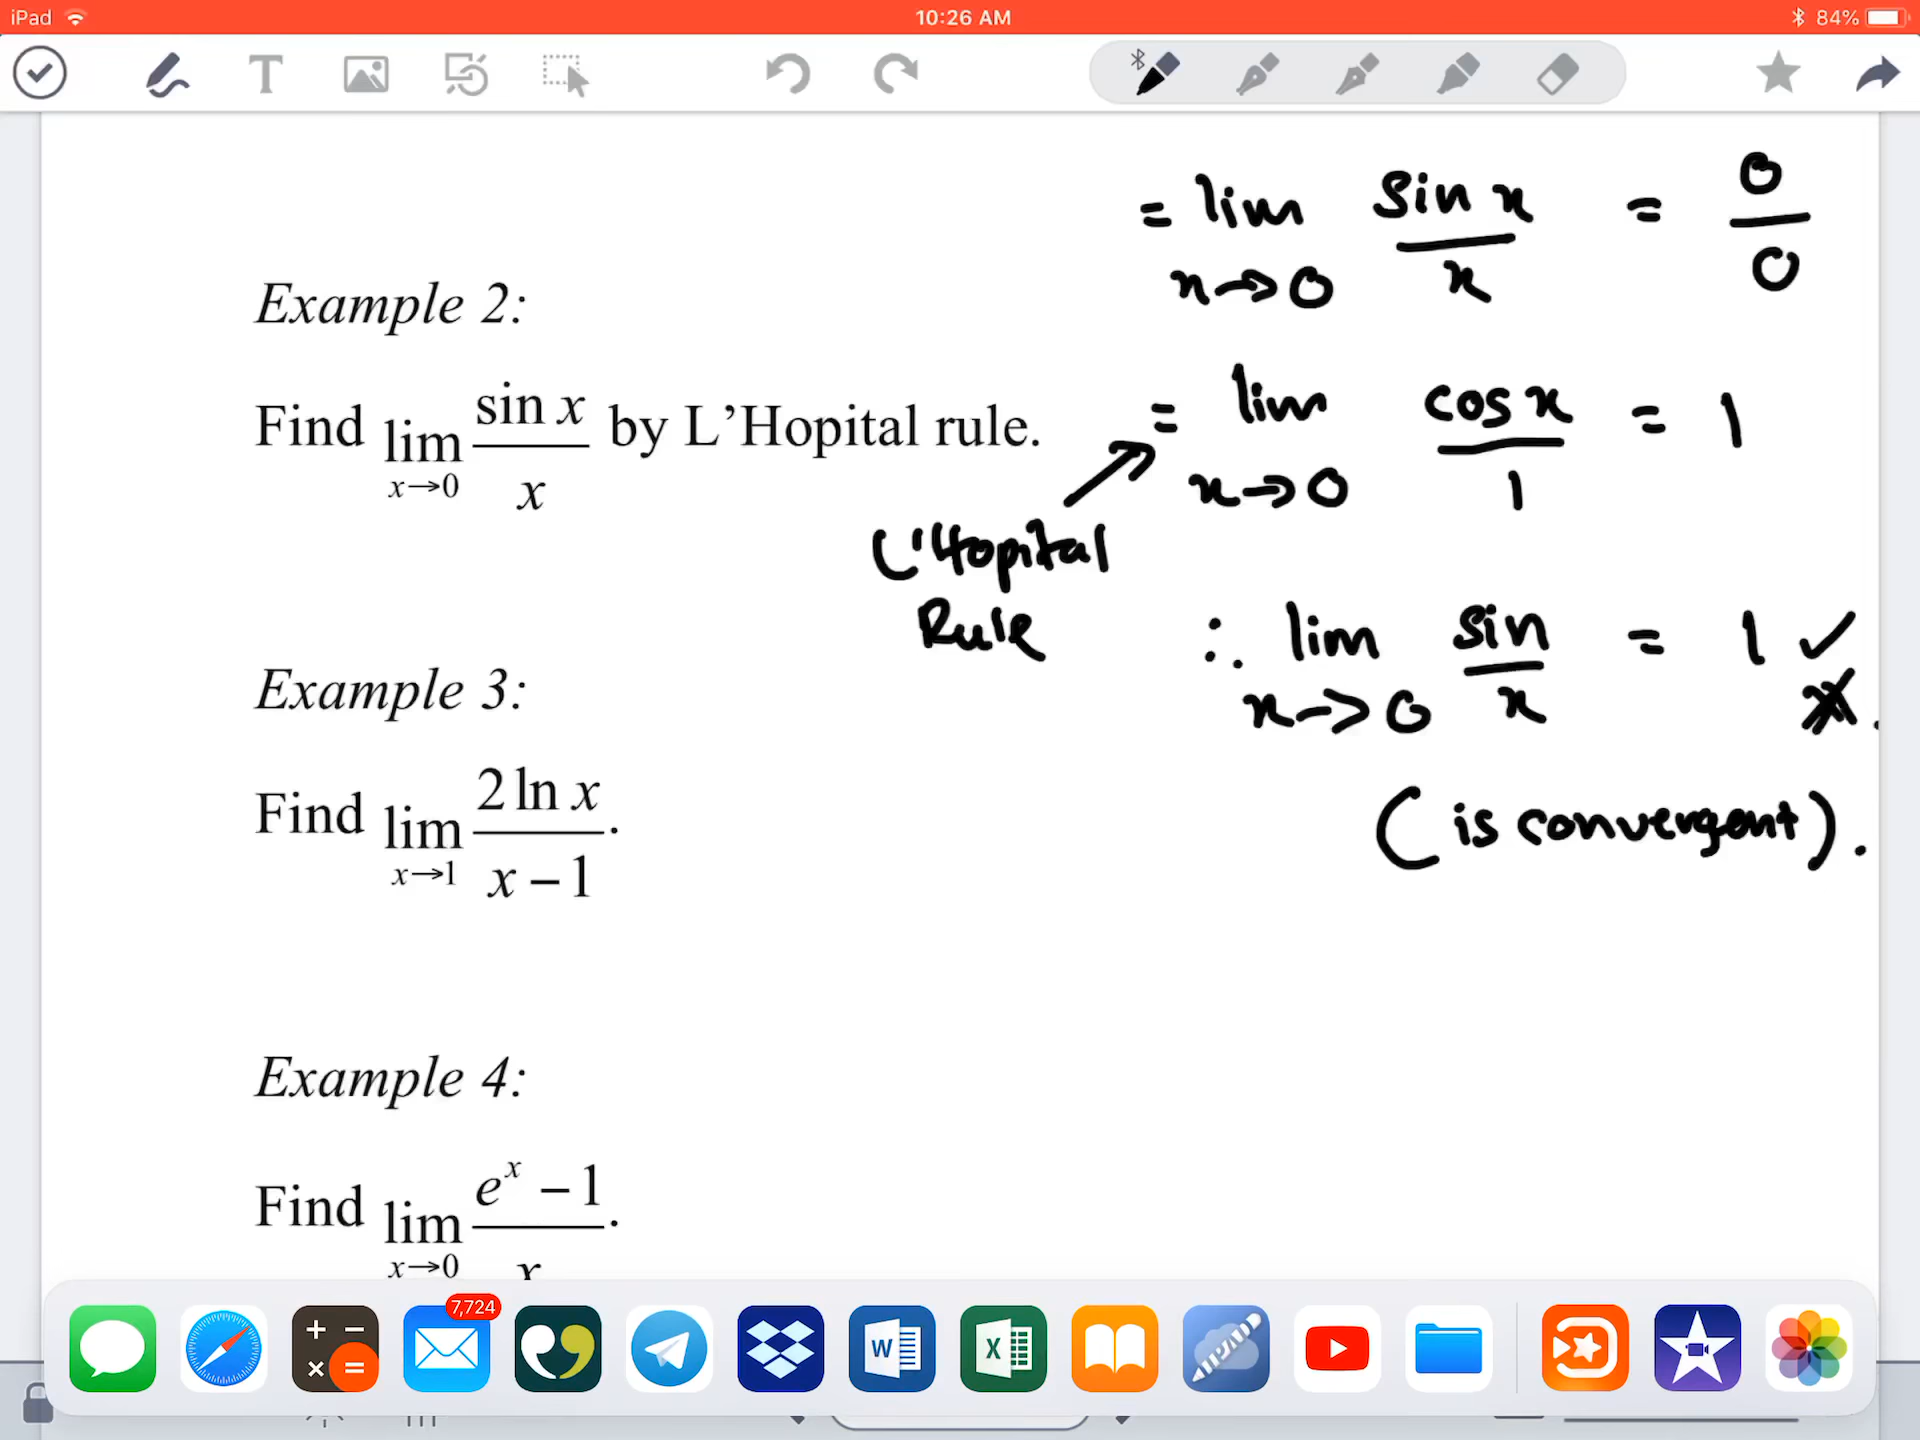 iPad 10:26 AM 84%
T
Example 2:
Find lim x→0 sin x / x by L’Hopital rule.
= lim x→0 sin x / x = 0 / 0
= lim x→0 cos x / 1 = 1
L'Hopital
Rule
∴ lim x→0 sin / x = 1 ✓
(is convergent).
Example 3:
Find lim x→1 2 ln x / x − 1.
Example 4:
Find lim x→0 e^x − 1 / x.
7,724
W
X